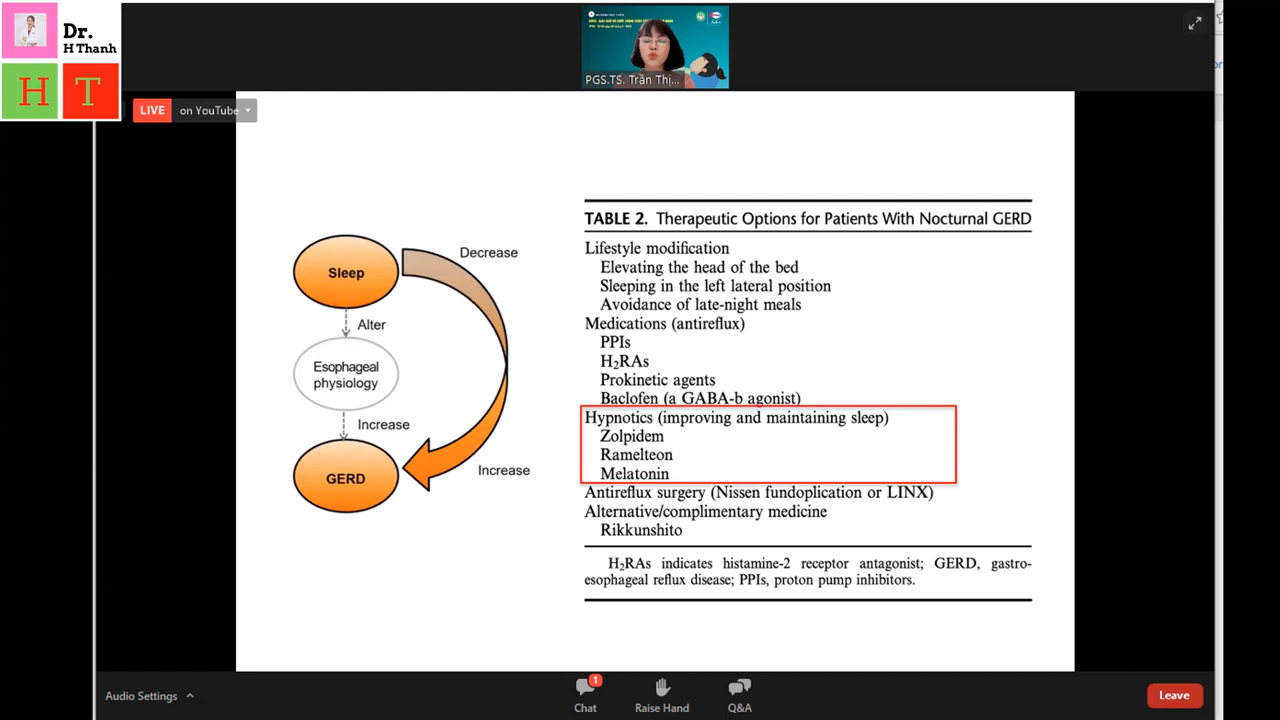 Dr.
H Thanh
H T
PGS.TS. Trần Thị...
LIVE on YouTube
Sleep
Decrease
Alter
Esophageal
physiology
Increase
GERD
Increase
TABLE 2. Therapeutic Options for Patients With Nocturnal GERD
Lifestyle modification
Elevating the head of the bed
Sleeping in the left lateral position
Avoidance of late-night meals
Medications (antireflux)
PPIs
H₂RAs
Prokinetic agents
Baclofen (a GABA-b agonist)
Hypnotics (improving and maintaining sleep)
Zolpidem
Ramelteon
Melatonin
Antireflux surgery (Nissen fundoplication or LINX)
Alternative/complimentary medicine
Rikkunshito
H₂RAs indicates histamine-2 receptor antagonist; GERD, gastro-
esophageal reflux disease; PPIs, proton pump inhibitors.
Audio Settings
1
Chat
Raise Hand
Q&A
Leave